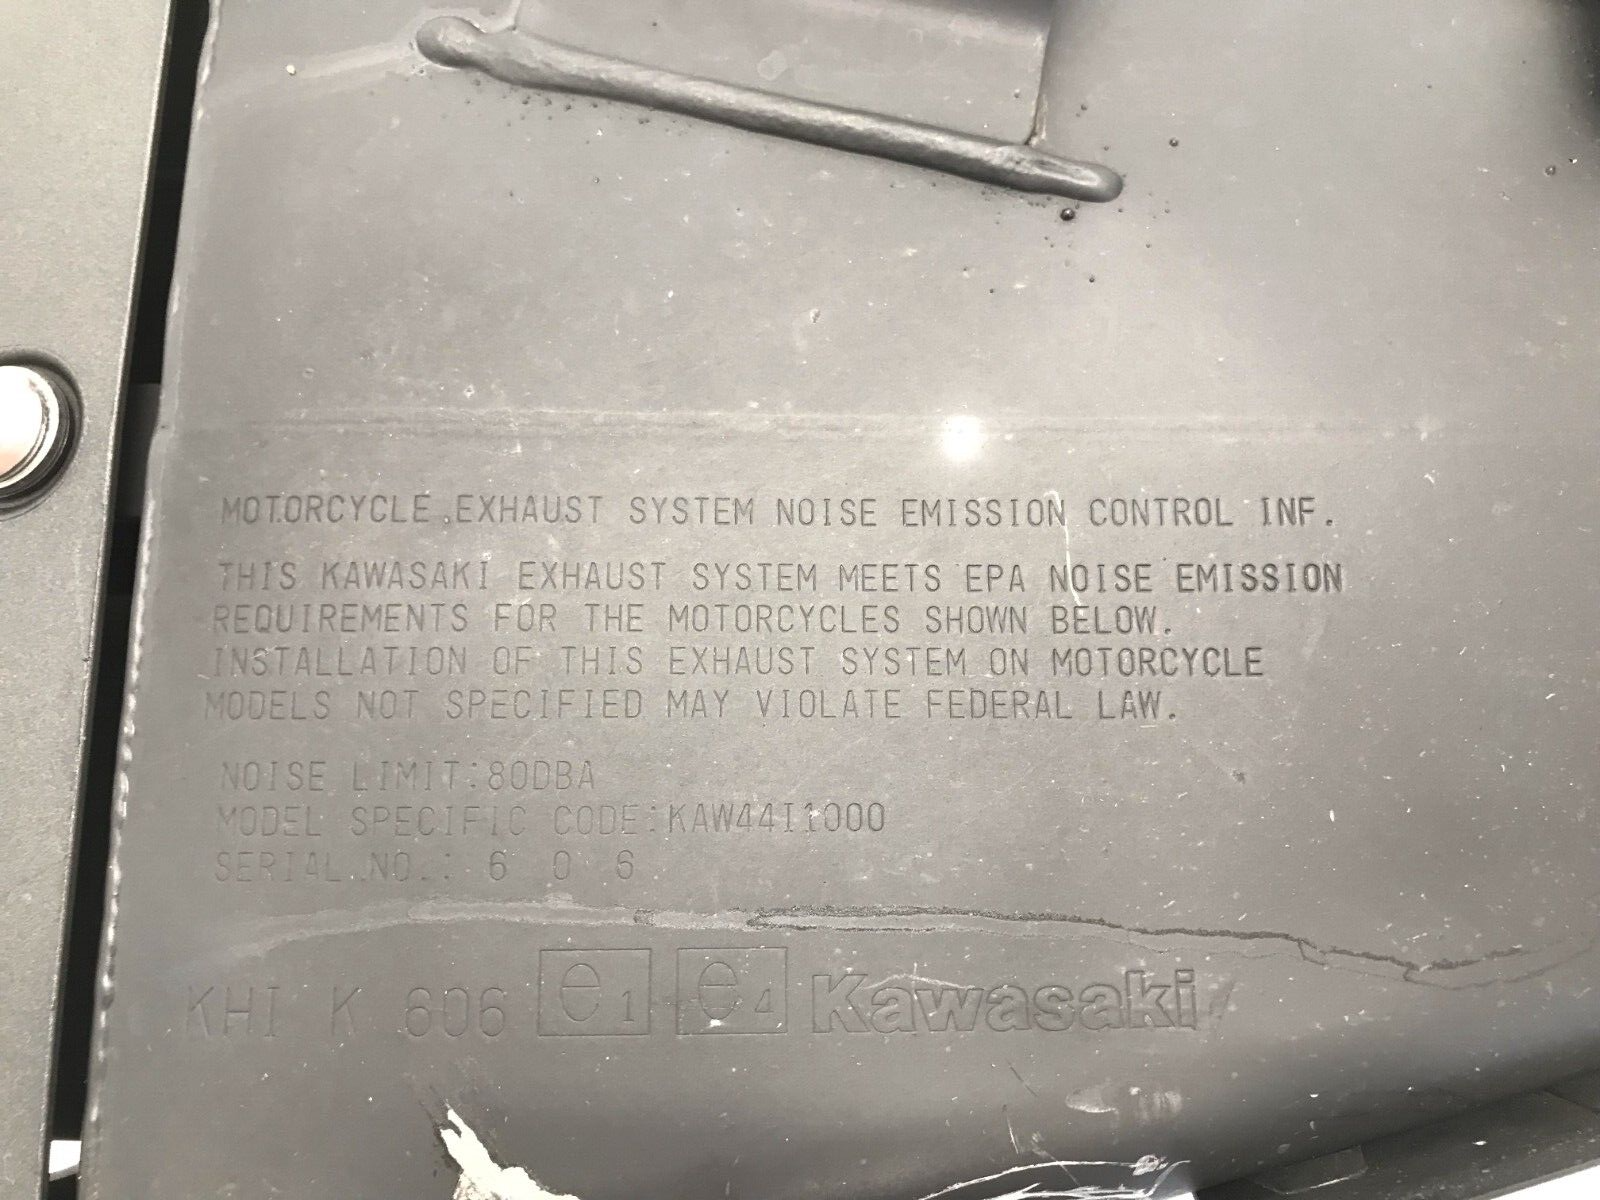 MOTORCYCLE EXHAUST SYSTEM NOISE EMISSION CONTROL INF.
THIS KAWASAKI EXHAUST SYSTEM MEETS EPA NOISE EMISSION
REQUIREMENTS FOR THE MOTORCYCLES SHOWN BELOW.
INSTALLATION OF THIS EXHAUST SYSTEM ON MOTORCYCLE
MODELS NOT SPECIFIED MAY VIOLATE FEDERAL LAW.
NOISE LIMIT:80DBA
MODEL SPECIFIC CODE:KAW44I1000
SERIAL NO.: 6 0 6
KHI K 606 e1 e4 Kawasaki